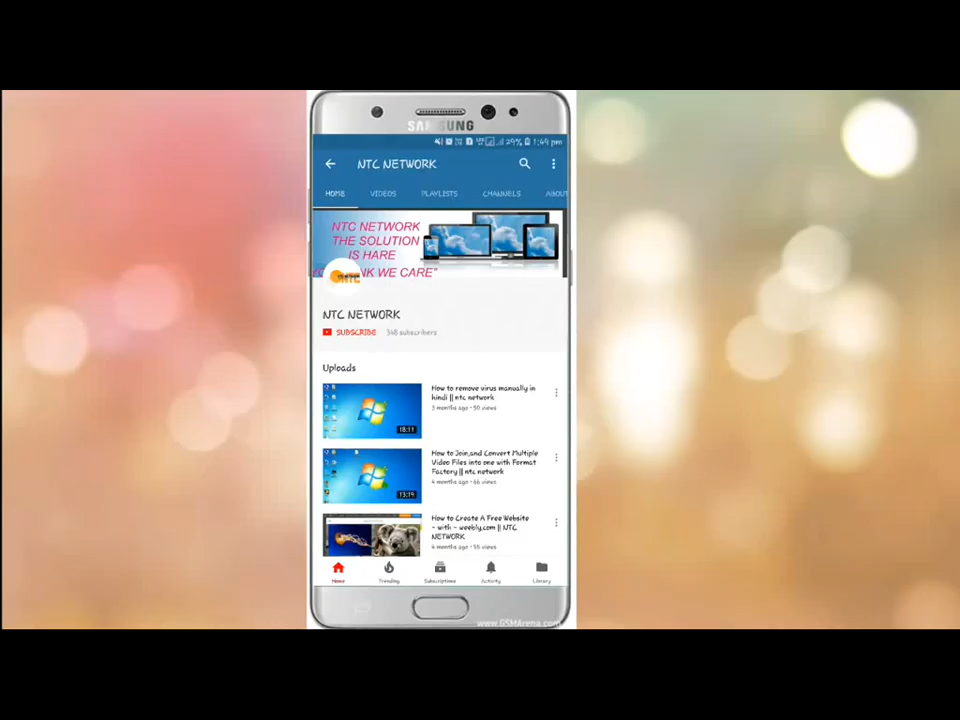 SAMSUNG
29% 1:49 pm
NTC NETWORK
HOME VIDEOS PLAYLISTS CHANNELS ABOUT
NTC NETWORK
THE SOLUTION
IS HARE
NK WE CARE"
NTC
NTC NETWORK
SUBSCRIBE 348 subscribers
Uploads
How to remove virus manually in
hindi || ntc network
3 months ago • 50 views
18:11
How to Join,and Convert Multiple
Video Files into one with Format
Factory || ntc network
4 months ago • 66 views
13:14
How to Create A Free Website
- with - weebly.com || NTC
NETWORK
4 months ago • 55 views
Home Trending Subscriptions Activity Library
www.GSMArena.com